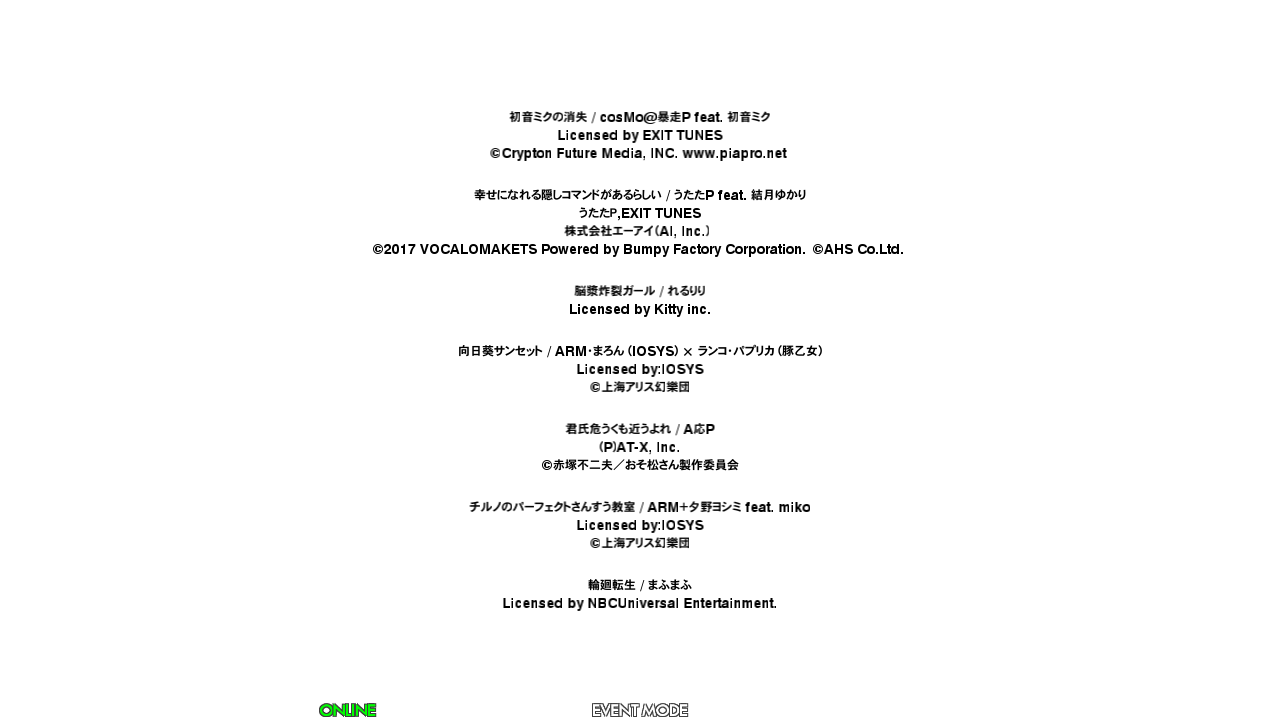 初音ミクの消失 / cosMo@暴走P feat. 初音ミク
Licensed by EXIT TUNES
©Crypton Future Media, INC. www.piapro.net
幸せになれる隠しコマンドがあるらしい / うたたP feat. 結月ゆかり
うたたP,EXIT TUNES
株式会社エーアイ(AI, Inc.)
©2017 VOCALOMAKETS Powered by Bumpy Factory Corporation. ©AHS Co.Ltd.
脳漿炸裂ガール / れるりり
Licensed by Kitty inc.
向日葵サンセット / ARM・まろん (IOSYS) × ランコ・パプリカ (豚乙女)
Licensed by:IOSYS
©上海アリス幻樂団
君氏危うくも近うよれ / A応P
(P)AT-X, Inc.
©赤塚不二夫／おそ松さん製作委員会
チルノのパーフェクトさんすう教室 / ARM＋夕野ヨシミ feat. miko
Licensed by:IOSYS
©上海アリス幻樂団
輪廻転生 / まふまふ
Licensed by NBCUniversal Entertainment.
ONLINE
EVENT MODE